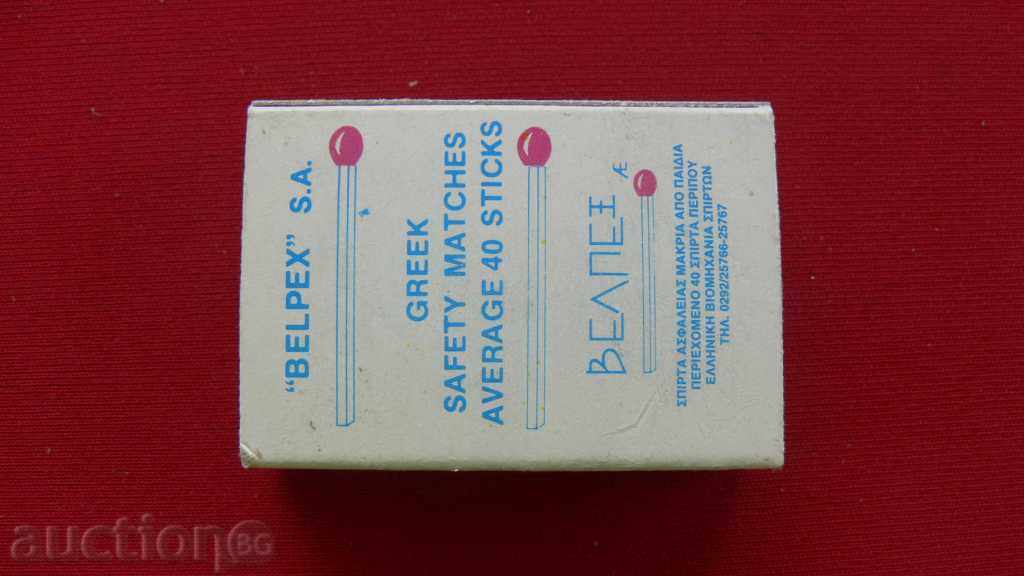 "BELPEX" S.A.
GREEK
SAFETY MATCHES
AVERAGE 40 STICKS
ΒΕΛΠΕΞ
ΑΕ
ΣΠΙΡΤΑ ΑΣΦΑΛΕΙΑΣ ΜΑΚΡΙΑ ΑΠΟ ΠΑΙΔΙΑ
ΠΕΡΙΕΧΟΜΕΝΟ 40 ΣΠΙΡΤΑ ΠΕΡΙΠΟΥ
ΕΛΛΗΝΙΚΗ ΒΙΟΜΗΧΑΝΙΑ ΣΠΙΡΤΩΝ
ΤΗΛ. 0292/25766-25767
auction BG